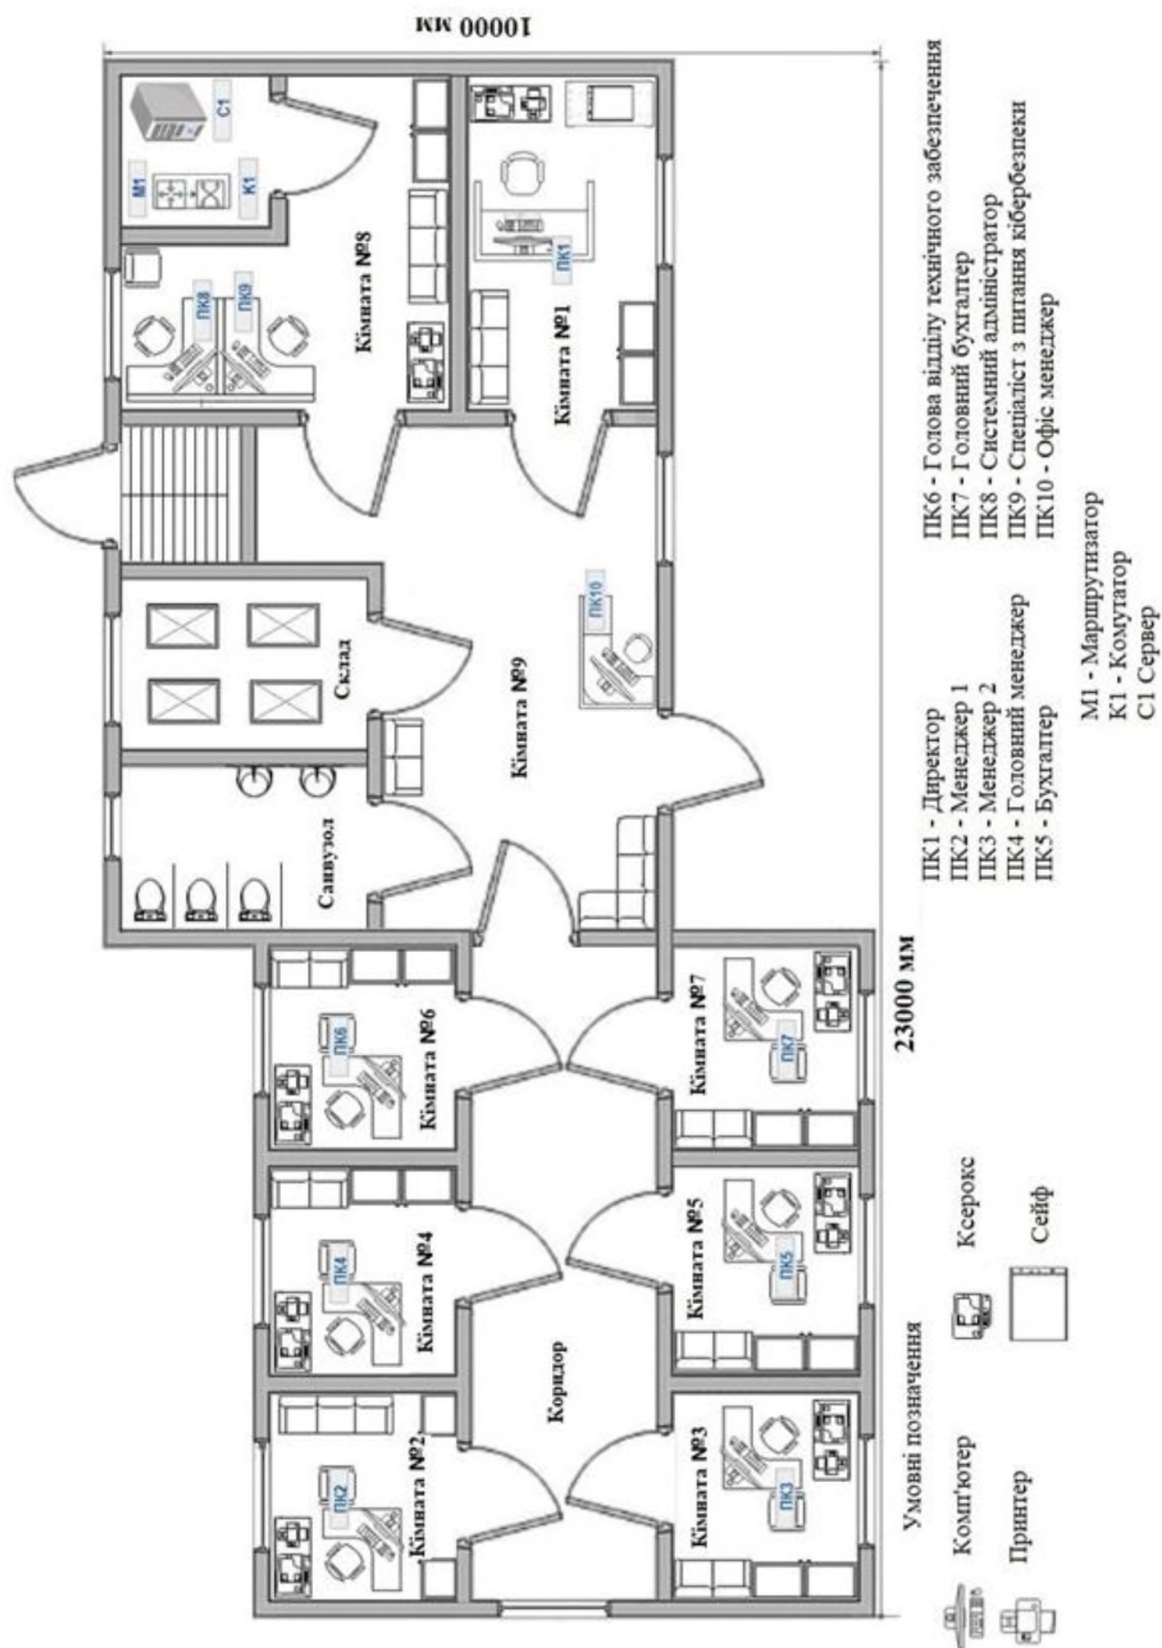 10000 мм
Санвузол
Склад
М1
К1
С1
ПК8
ПК9
Кімната №8
ПК2
Кімната №2
ПК4
Кімната №4
ПК6
Кімната №6
Кімната №9
Кімната №1
ПК1
Коридор
ПК10
Кімната №3
ПК3
Кімната №5
ПК5
Кімната №7
ПК7
23000 мм
Умовні позначення
Комп'ютер
Ксерокс
Принтер
Сейф
ПК1 - Директор
ПК2 - Менеджер 1
ПК3 - Менеджер 2
ПК4 - Головний менеджер
ПК5 - Бухгалтер
ПК6 - Голова відділу технічного забезпечення
ПК7 - Головний бухгалтер
ПК8 - Системний адміністратор
ПК9 - Спеціаліст з питання кібербезпеки
ПК10 - Офіс менеджер
М1 - Маршрутизатор
К1 - Комутатор
С1 Сервер